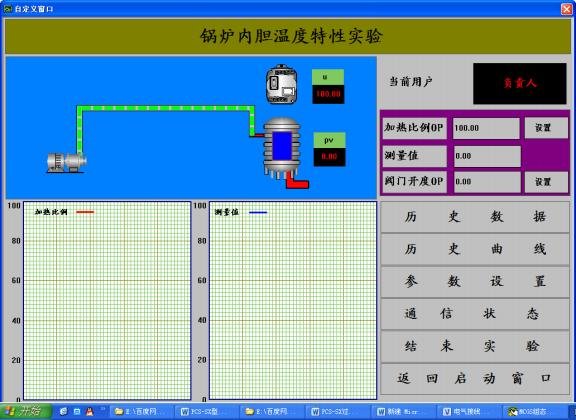 自定义窗口
锅炉内胆温度特性实验
u
100.00
pv
0.00
当前用户
负责人
加热比例OP 100.00 设置
测量值 0.00
阀门开度OP 0.00 设置
100
80
60
40
20
0
加热比例
100
80
60
40
20
0
测量值
历史数据
历史曲线
参数设置
通信状态
结束实验
返回启动窗口
开始
E:\百度网...
PCS-SX型...
E:\百度网...
PCS-SX过...
新建 Micr...
电气接线
MCGS组态...